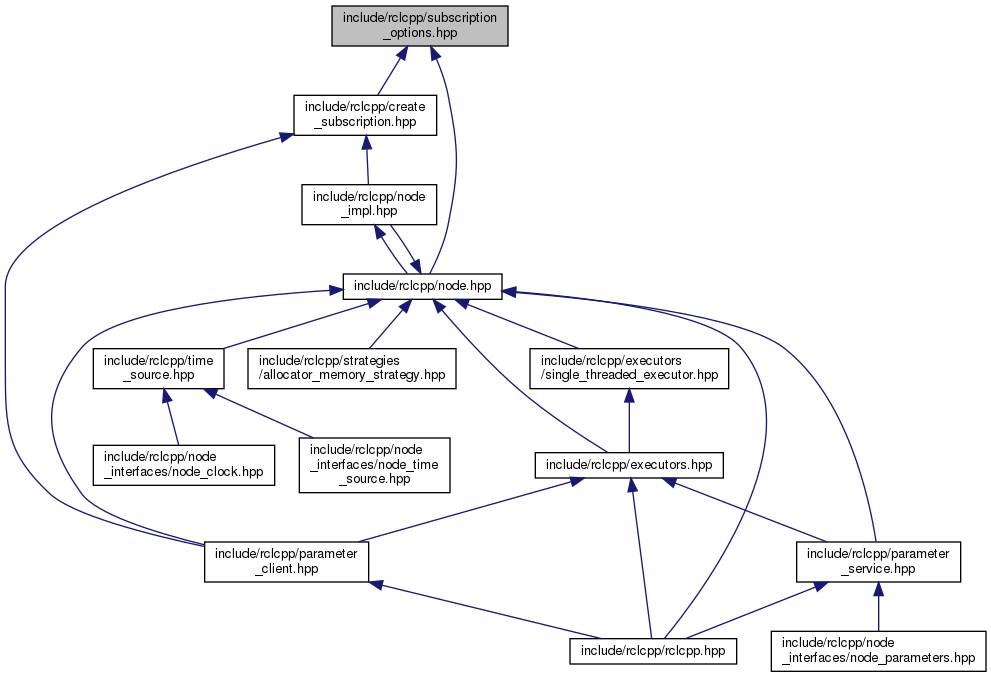 include/rclcpp/subscription
_options.hpp
include/rclcpp/create
_subscription.hpp
include/rclcpp/node
_impl.hpp
include/rclcpp/node.hpp
include/rclcpp/time
_source.hpp
include/rclcpp/strategies
/allocator_memory_strategy.hpp
include/rclcpp/executors
/single_threaded_executor.hpp
include/rclcpp/node
_interfaces/node_clock.hpp
include/rclcpp/node
_interfaces/node_time
_source.hpp
include/rclcpp/executors.hpp
include/rclcpp/parameter
_client.hpp
include/rclcpp/parameter
_service.hpp
include/rclcpp/rclcpp.hpp
include/rclcpp/node
_interfaces/node_parameters.hpp